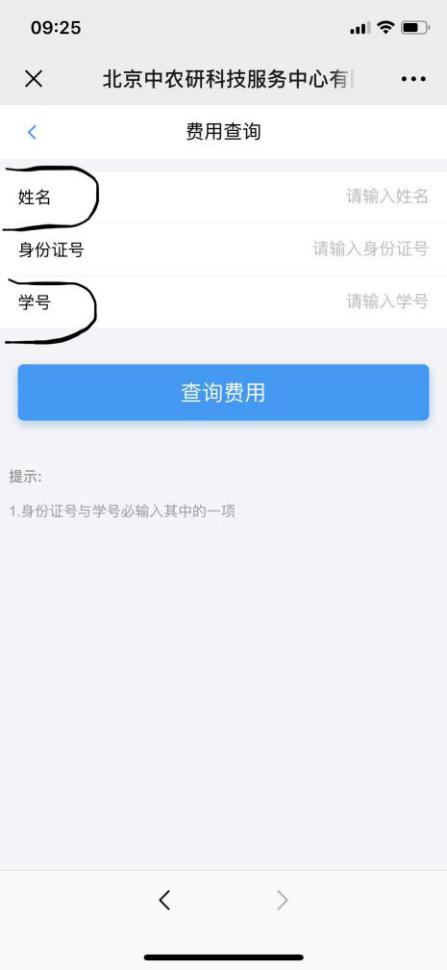 09:25
北京中农研科技服务中心有
费用查询
姓名 请输入姓名
身份证号 请输入身份证号
学号 请输入学号
查询费用
提示:
1.身份证号与学号必输入其中的一项